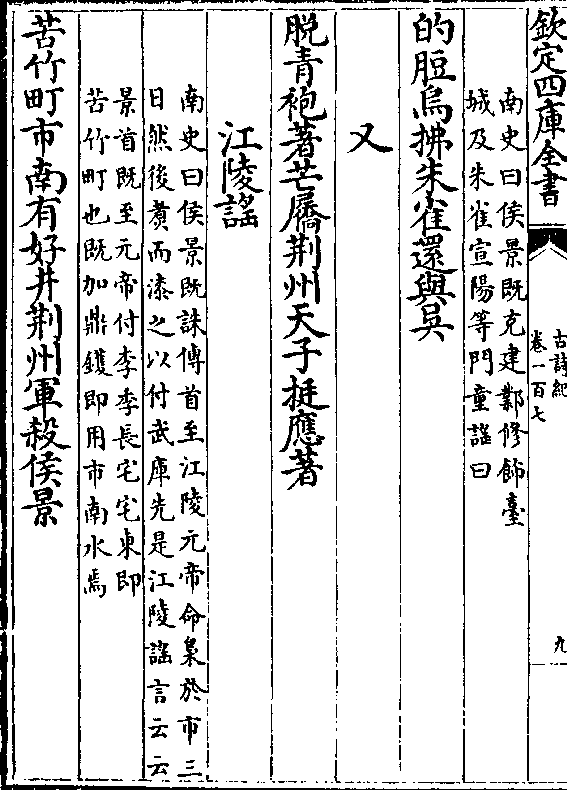 欽定四庫全書
古詩紀
卷一百七
九
南史曰侯景既克建鄴修飾臺
城及朱雀宣陽等門童謡曰
的脰烏拂朱雀還與吳
又
脱青袍著芒屩荆州天子挺應著
江陵謡
南史曰侯景既誅傳首至江陵元帝命梟於市三
日然後煑而漆之以付武庫先是江陵謡言云云
景首既至元帝付李季長宅宅東即
苦竹町也既加鼎鑊即用市南水焉
苦竹町市南有好井荆州軍殺侯景